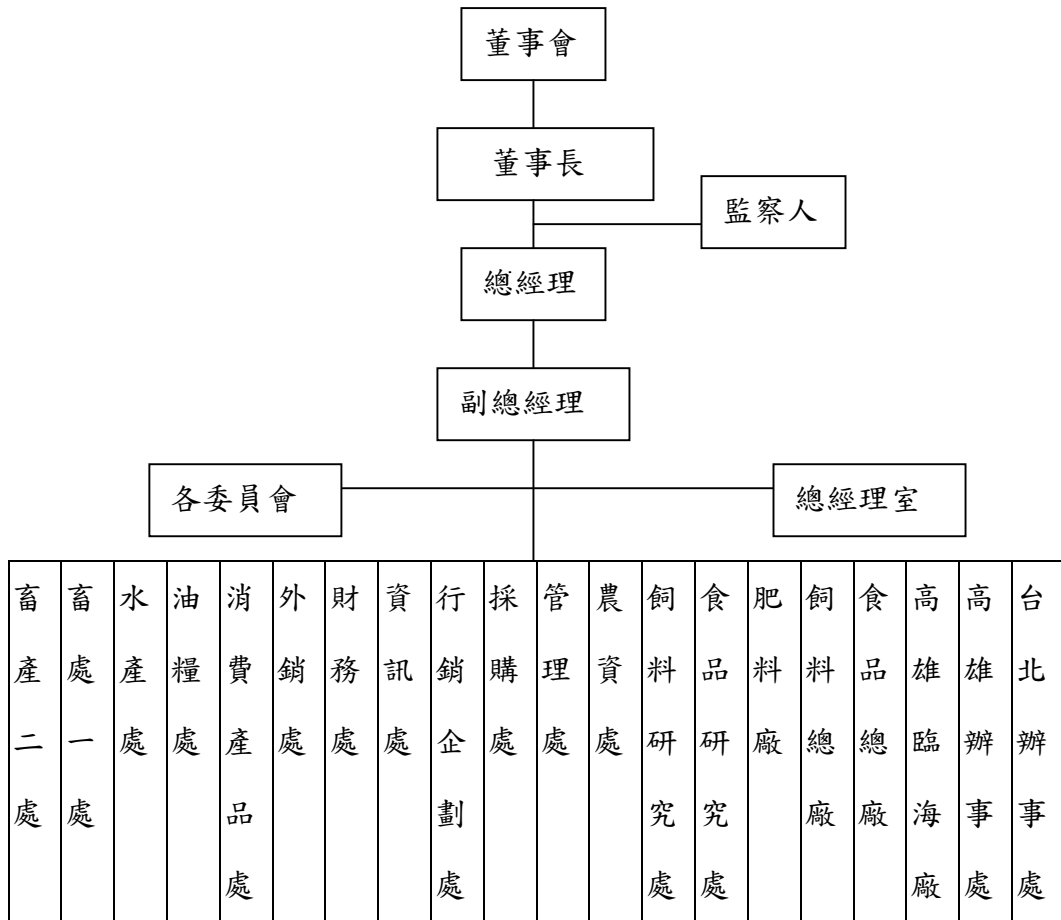 董事會
董事長
監察人
總經理
副總經理
各委員會
總經理室
畜產二處
畜處一處
水產處
油糧處
消費產品處
外銷處
財務處
資訊處
行銷企劃處
採購處
管理處
農資處
飼料研究處
食品研究處
肥料廠
飼料總廠
食品總廠
高雄臨海廠
高雄辦事處
台北辦事處